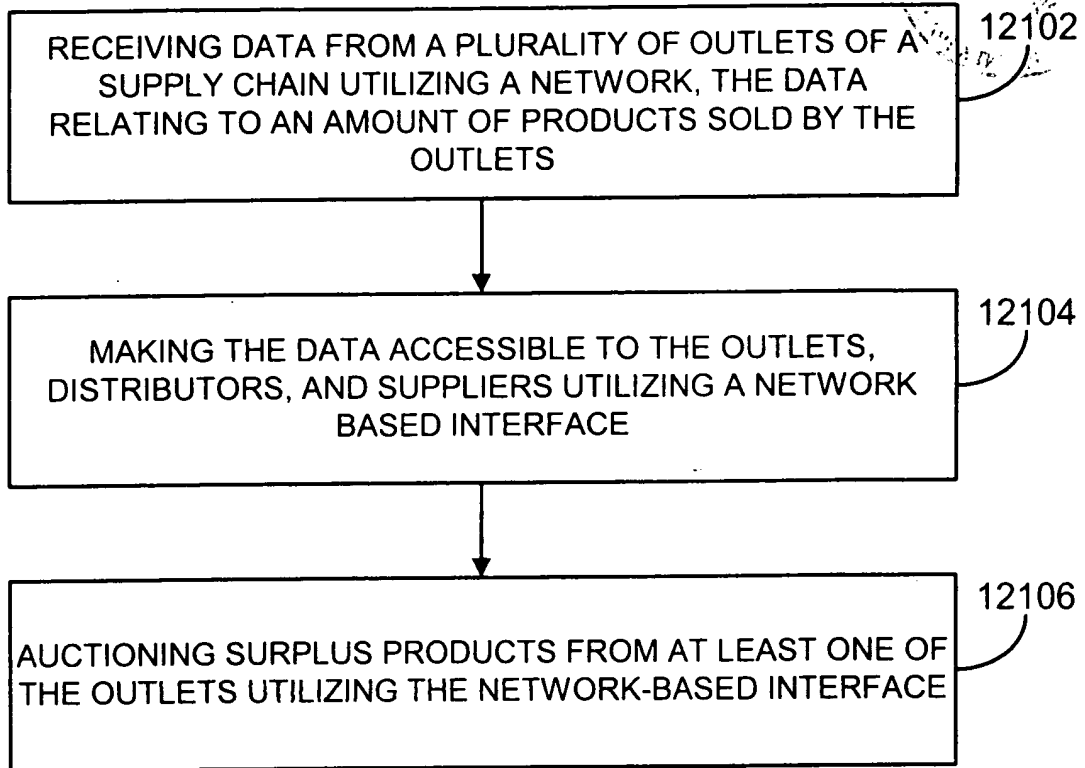 RECEIVING DATA FROM A PLURALITY OF OUTLETS OF A
SUPPLY CHAIN UTILIZING A NETWORK, THE DATA
RELATING TO AN AMOUNT OF PRODUCTS SOLD BY THE
OUTLETS
12102
MAKING THE DATA ACCESSIBLE TO THE OUTLETS,
DISTRIBUTORS, AND SUPPLIERS UTILIZING A NETWORK
BASED INTERFACE
12104
AUCTIONING SURPLUS PRODUCTS FROM AT LEAST ONE OF
THE OUTLETS UTILIZING THE NETWORK-BASED INTERFACE
12106